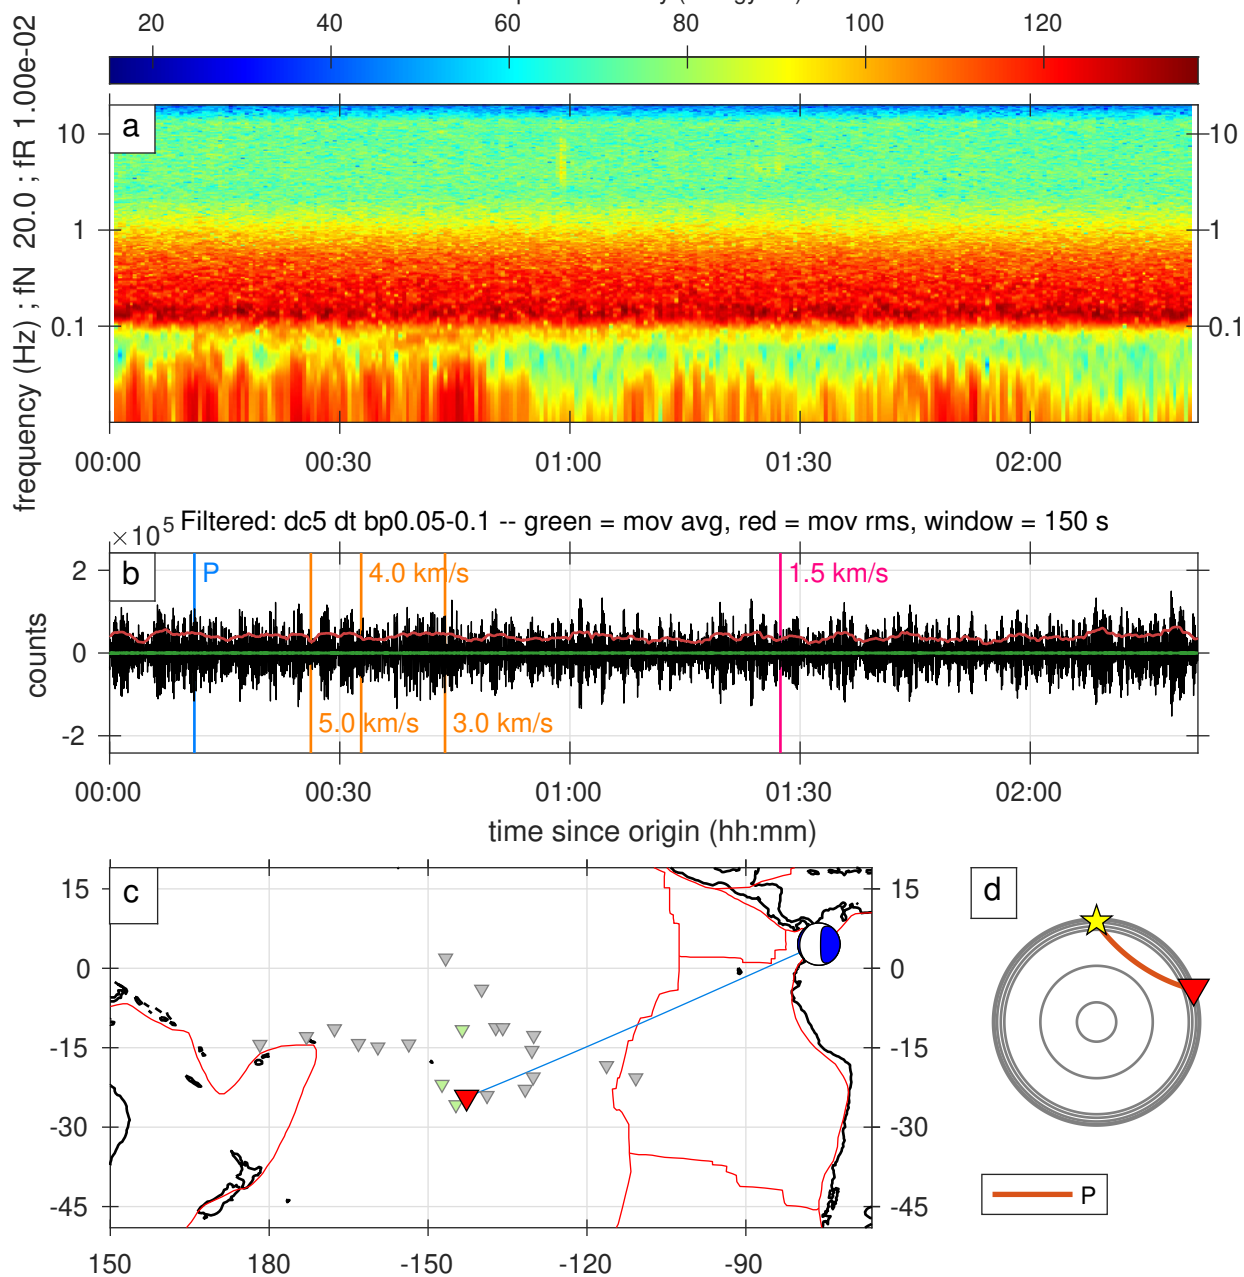 20 40 60 80 100 120
frequency (Hz) ; fN 20.0 ; fR 1.00e-02
a
10 10
1 1
0.1 0.1
00:00 00:30 01:00 01:30 02:00
×10⁵ Filtered: dc5 dt bp0.05-0.1 -- green = mov avg, red = mov rms, window = 150 s
b
counts
2
0
-2
P
4.0 km/s
1.5 km/s
5.0 km/s
3.0 km/s
00:00 00:30 01:00 01:30 02:00
time since origin (hh:mm)
c
15 15
0 0
-15 -15
-30 -30
-45 -45
150 180 -150 -120 -90
d
P